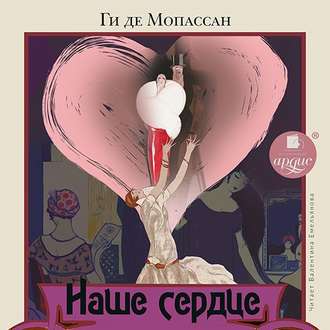 Ги де Мопассан
ардис
®
Читает Валентина Емельянова
Наше сердце